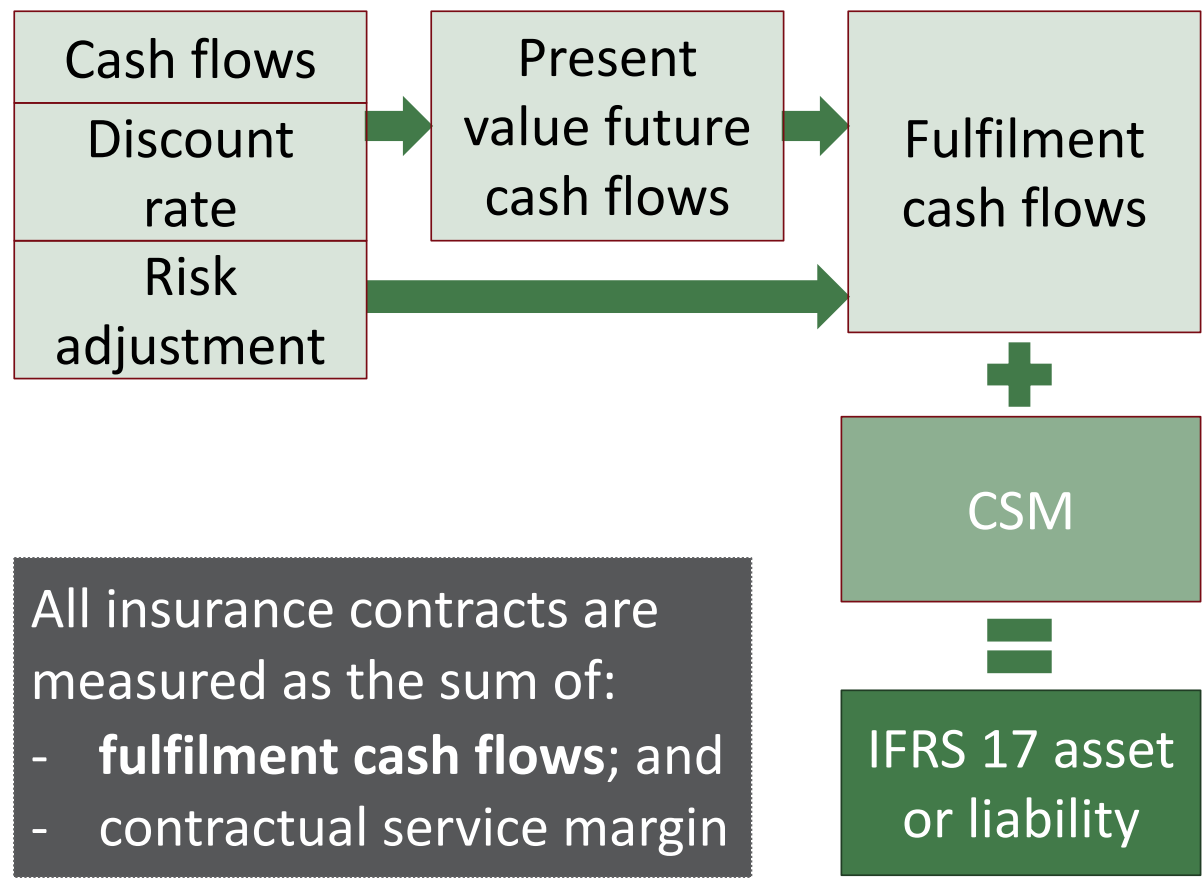 Cash flows
Discount
rate
Risk
adjustment
Present
value future
cash flows
Fulfilment
cash flows
CSM
IFRS 17 asset
or liability
All insurance contracts are
measured as the sum of:
- fulfilment cash flows; and
- contractual service margin